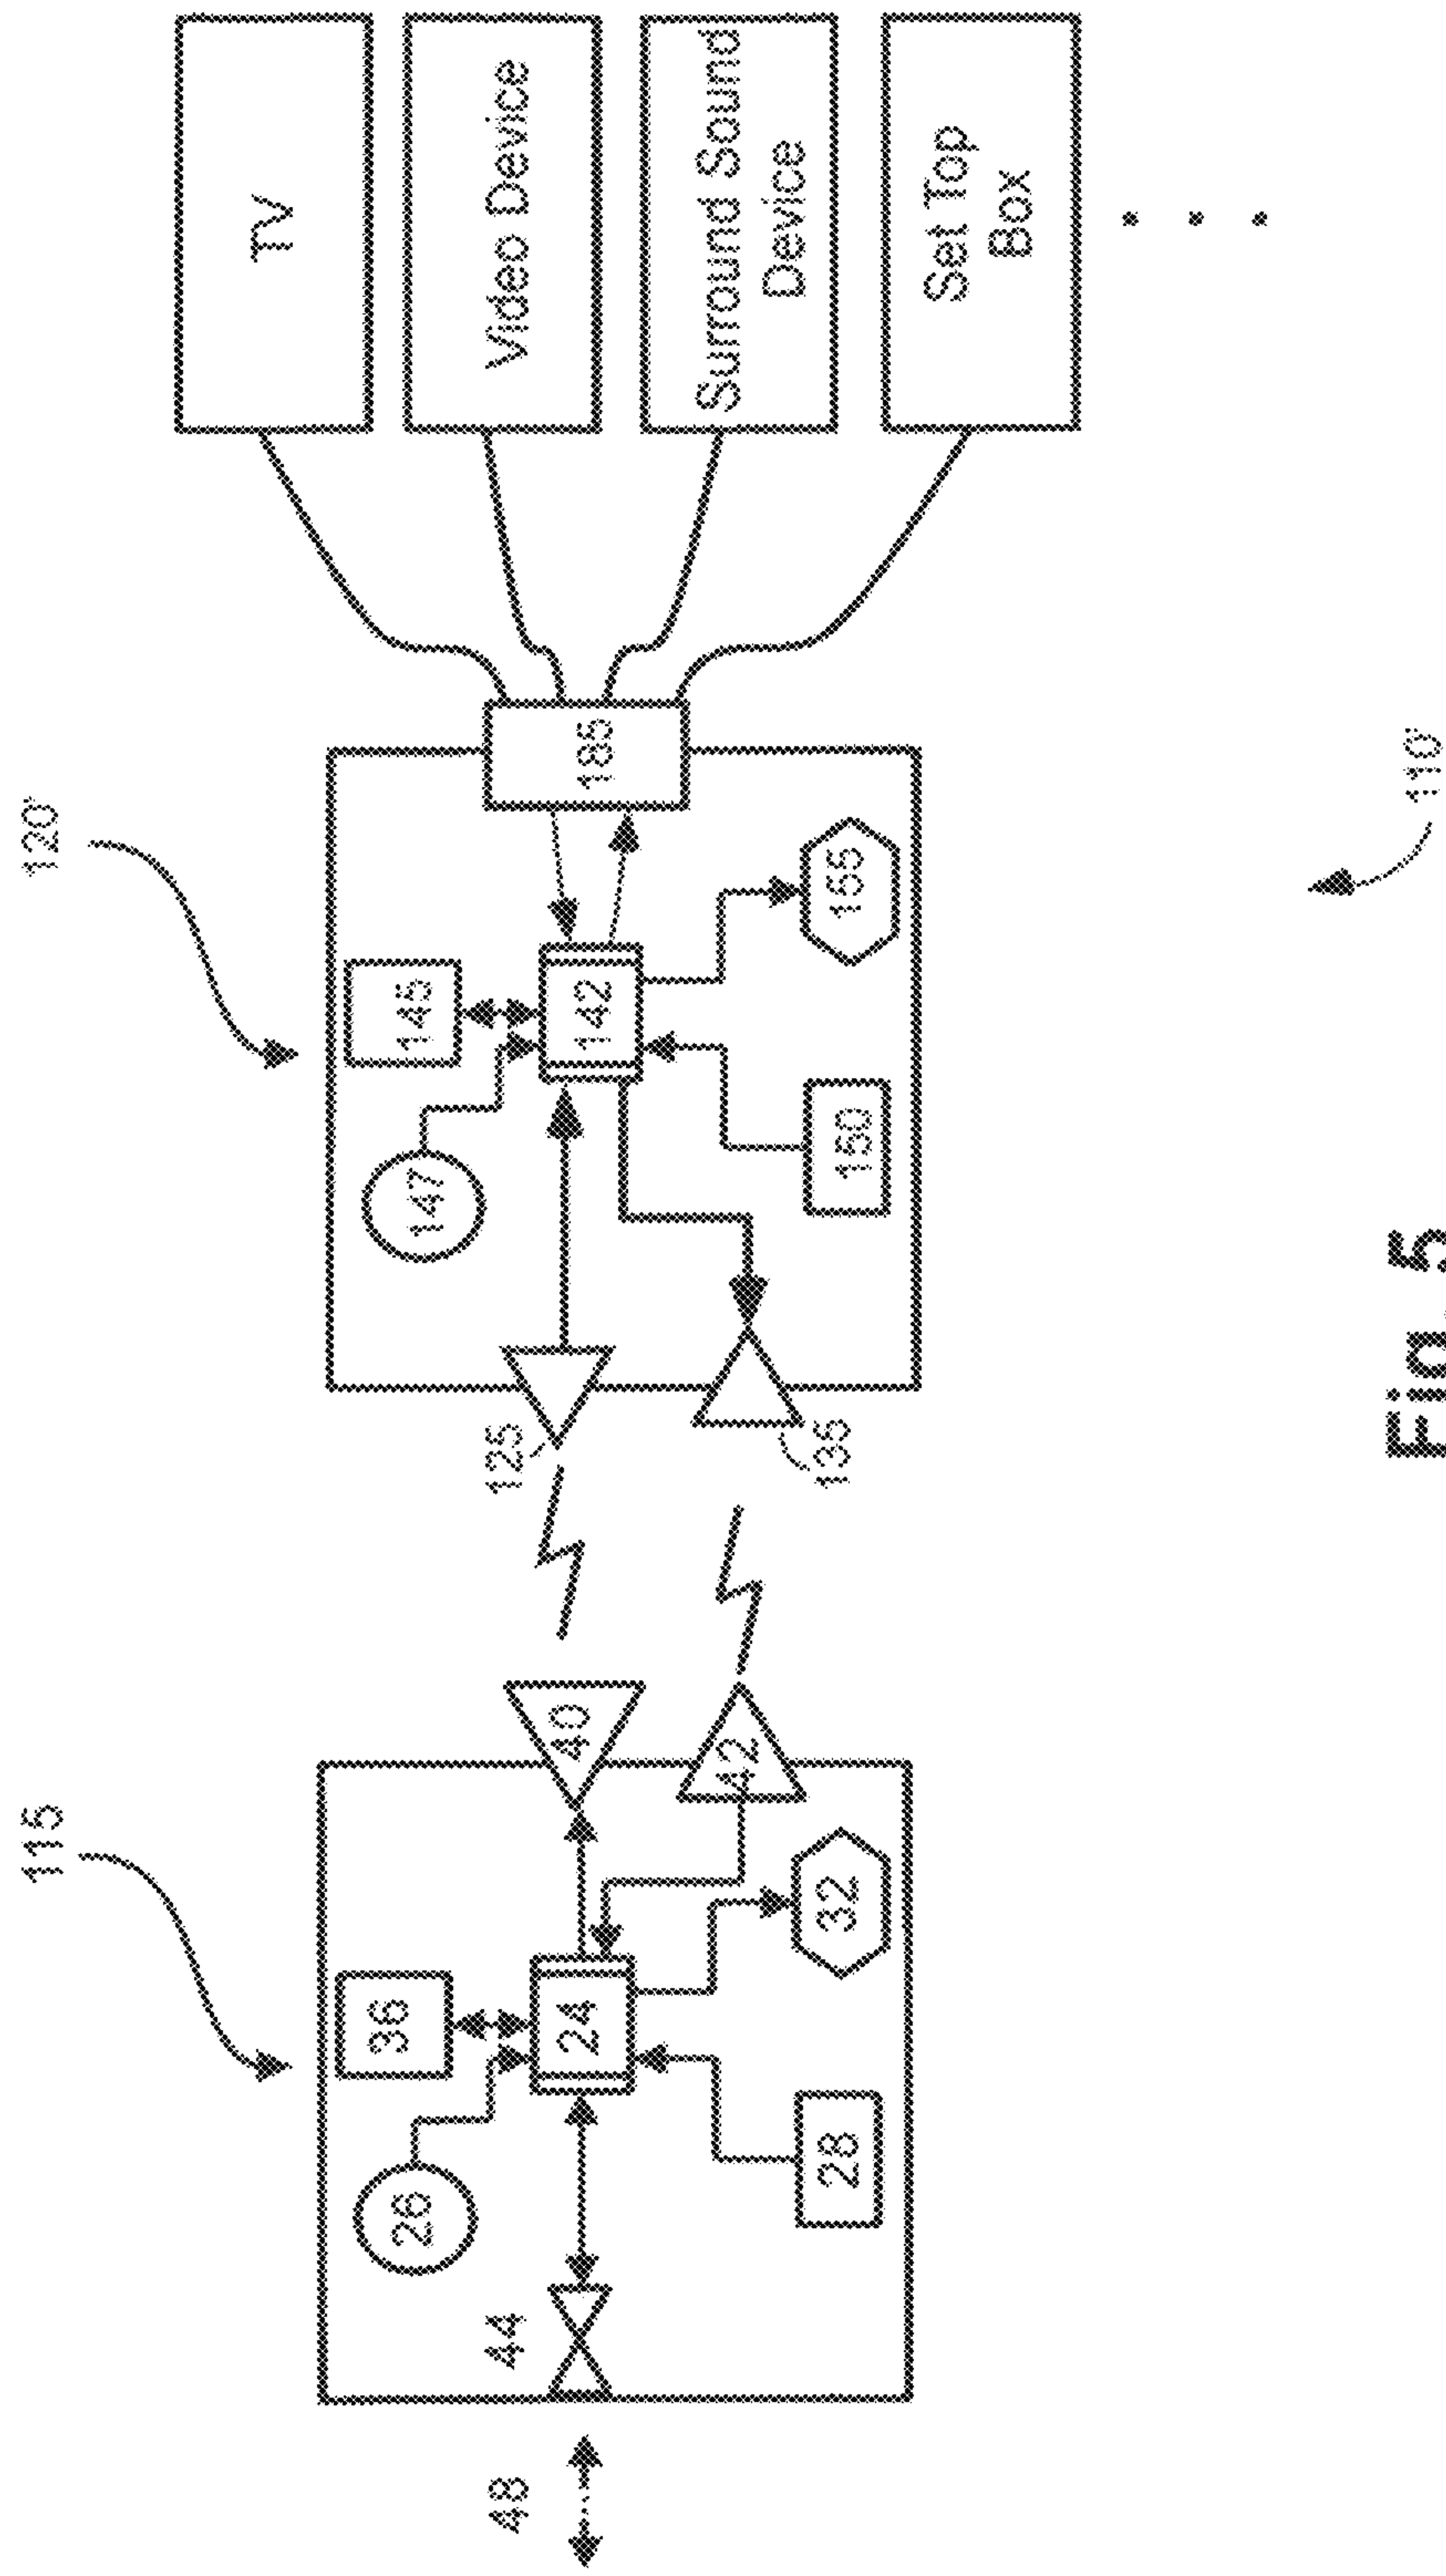 115
120'
TV
Video Device
Surround Sound
Device
Set Top
Box
36
26
24
44
48
28
32
40
42
125
135
147
145
142
150
155
185
110'
Fig. 5